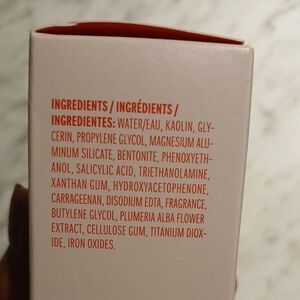 INGREDIENTS / INGRÉDIENTS /
INGREDIENTES: WATER/EAU, KAOLIN, GLY-
CERIN, PROPYLENE GLYCOL, MAGNESIUM ALU-
MINUM SILICATE, BENTONITE, PHENOXYETH-
ANOL, SALICYLIC ACID, TRIETHANOLAMINE,
XANTHAN GUM, HYDROXYACETOPHENONE,
CARRAGEENAN, DISODIUM EDTA, FRAGRANCE,
BUTYLENE GLYCOL, PLUMERIA ALBA FLOWER
EXTRACT, CELLULOSE GUM, TITANIUM DIOX-
IDE, IRON OXIDES.